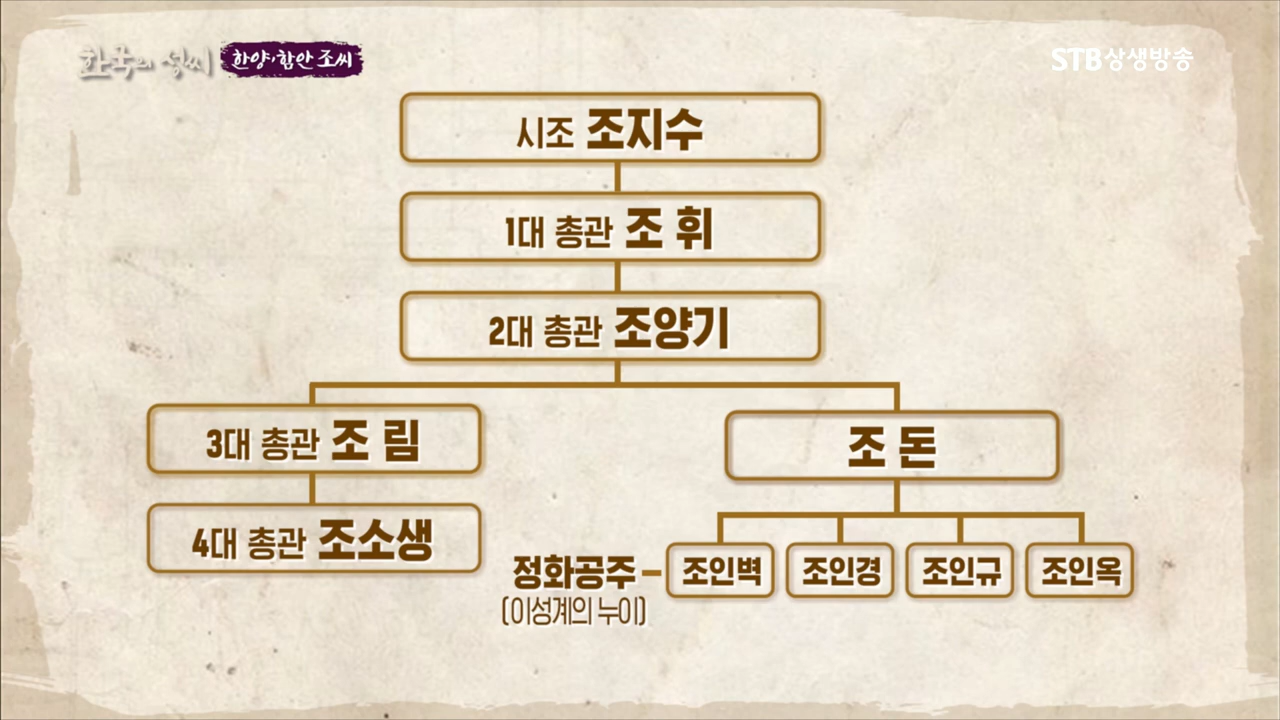 한국의 성씨 한양·함안 조씨
STB상생방송
시조 조지수
1대 총관 조 휘
2대 총관 조양기
3대 총관 조 림
조 돈
4대 총관 조소생
정화공주
(이성계의 누이)
조인벽
조인경
조인규
조인옥